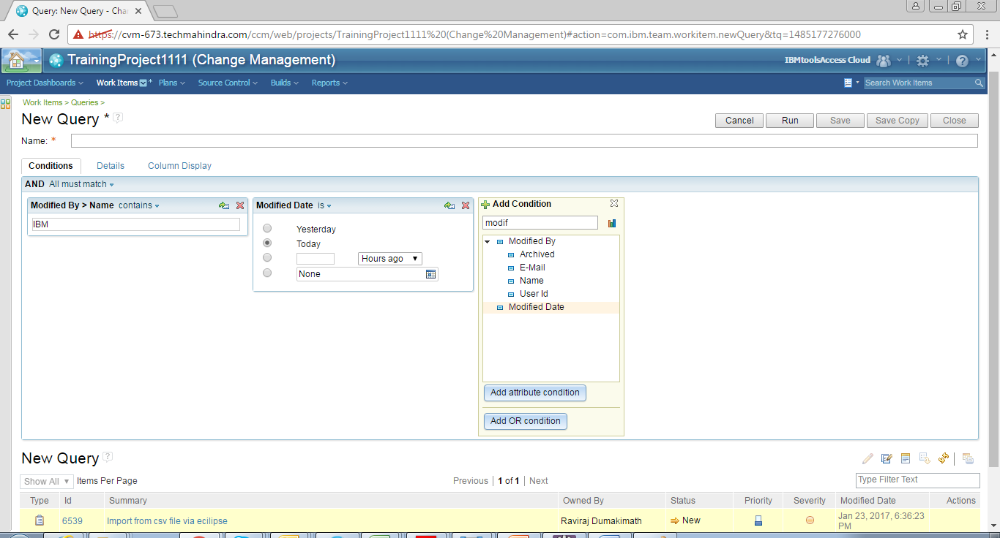 Query: New Query - Cha
https://cvm-673.techmahindra.com/ccm/web/projects/TrainingProject1111%20(Change%20Management)#action=com.ibm.team.workitem.newQuery&tq=1485177276000
TrainingProject1111 (Change Management)
IBMtoolsAccess Cloud
Project Dashboards Work Items * Plans Source Control Builds Reports
Search Work Items
Work Items > Queries >
New Query * ?
Cancel Run Save Save Copy Close
Name: *
Conditions Details Column Display
AND All must match
Modified By > Name contains
IBM
Modified Date is
Yesterday
Today
Hours ago
None
Add Condition
modif
Modified By
Archived
E-Mail
Name
User Id
Modified Date
Add attribute condition
Add OR condition
New Query ?
Show All Items Per Page Previous | 1 of 1 | Next Type Filter Text
Type Id Summary Owned By Status Priority Severity Modified Date Actions
6539 Import from csv file via ecilipse Raviraj Dumakimath New Jan 23, 2017, 6:36:23
PM